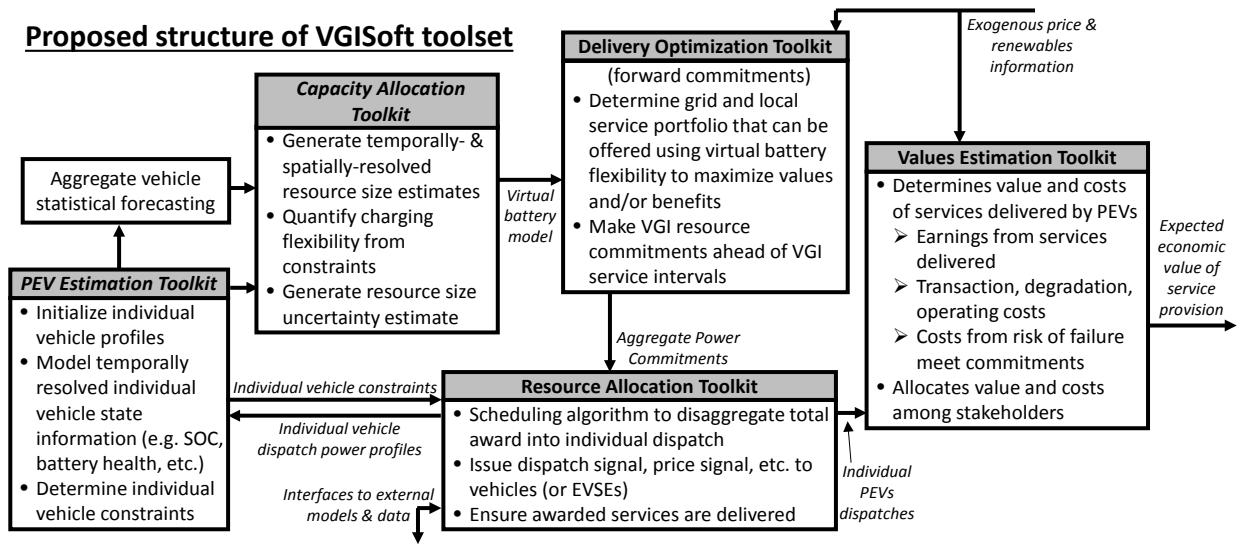 Proposed structure of VGISoft toolset
Aggregate vehicle
statistical forecasting
PEV Estimation Toolkit
• Initialize individual
vehicle profiles
• Model temporally
resolved individual
vehicle state
information (e.g. SOC,
battery health, etc.)
• Determine individual
vehicle constraints
Capacity Allocation
Toolkit
• Generate temporally- &
spatially-resolved
resource size estimates
• Quantify charging
flexibility from
constraints
• Generate resource size
uncertainty estimate
Virtual
battery
model
Delivery Optimization Toolkit
(forward commitments)
• Determine grid and local
service portfolio that can be
offered using virtual battery
flexibility to maximize values
and/or benefits
• Make VGI resource
commitments ahead of VGI
service intervals
Exogenous price &
renewables
information
Aggregate Power
Commitments
Individual vehicle constraints
Individual vehicle
dispatch power profiles
Interfaces to external
models & data
Resource Allocation Toolkit
• Scheduling algorithm to disaggregate total
award into individual dispatch
• Issue dispatch signal, price signal, etc. to
vehicles (or EVSEs)
• Ensure awarded services are delivered
Individual
PEVs
dispatches
Values Estimation Toolkit
• Determines value and costs
of services delivered by PEVs
➢ Earnings from services
delivered
➢ Transaction, degradation,
operating costs
➢ Costs from risk of failure
meet commitments
• Allocates value and costs
among stakeholders
Expected
economic
value of
service
provision